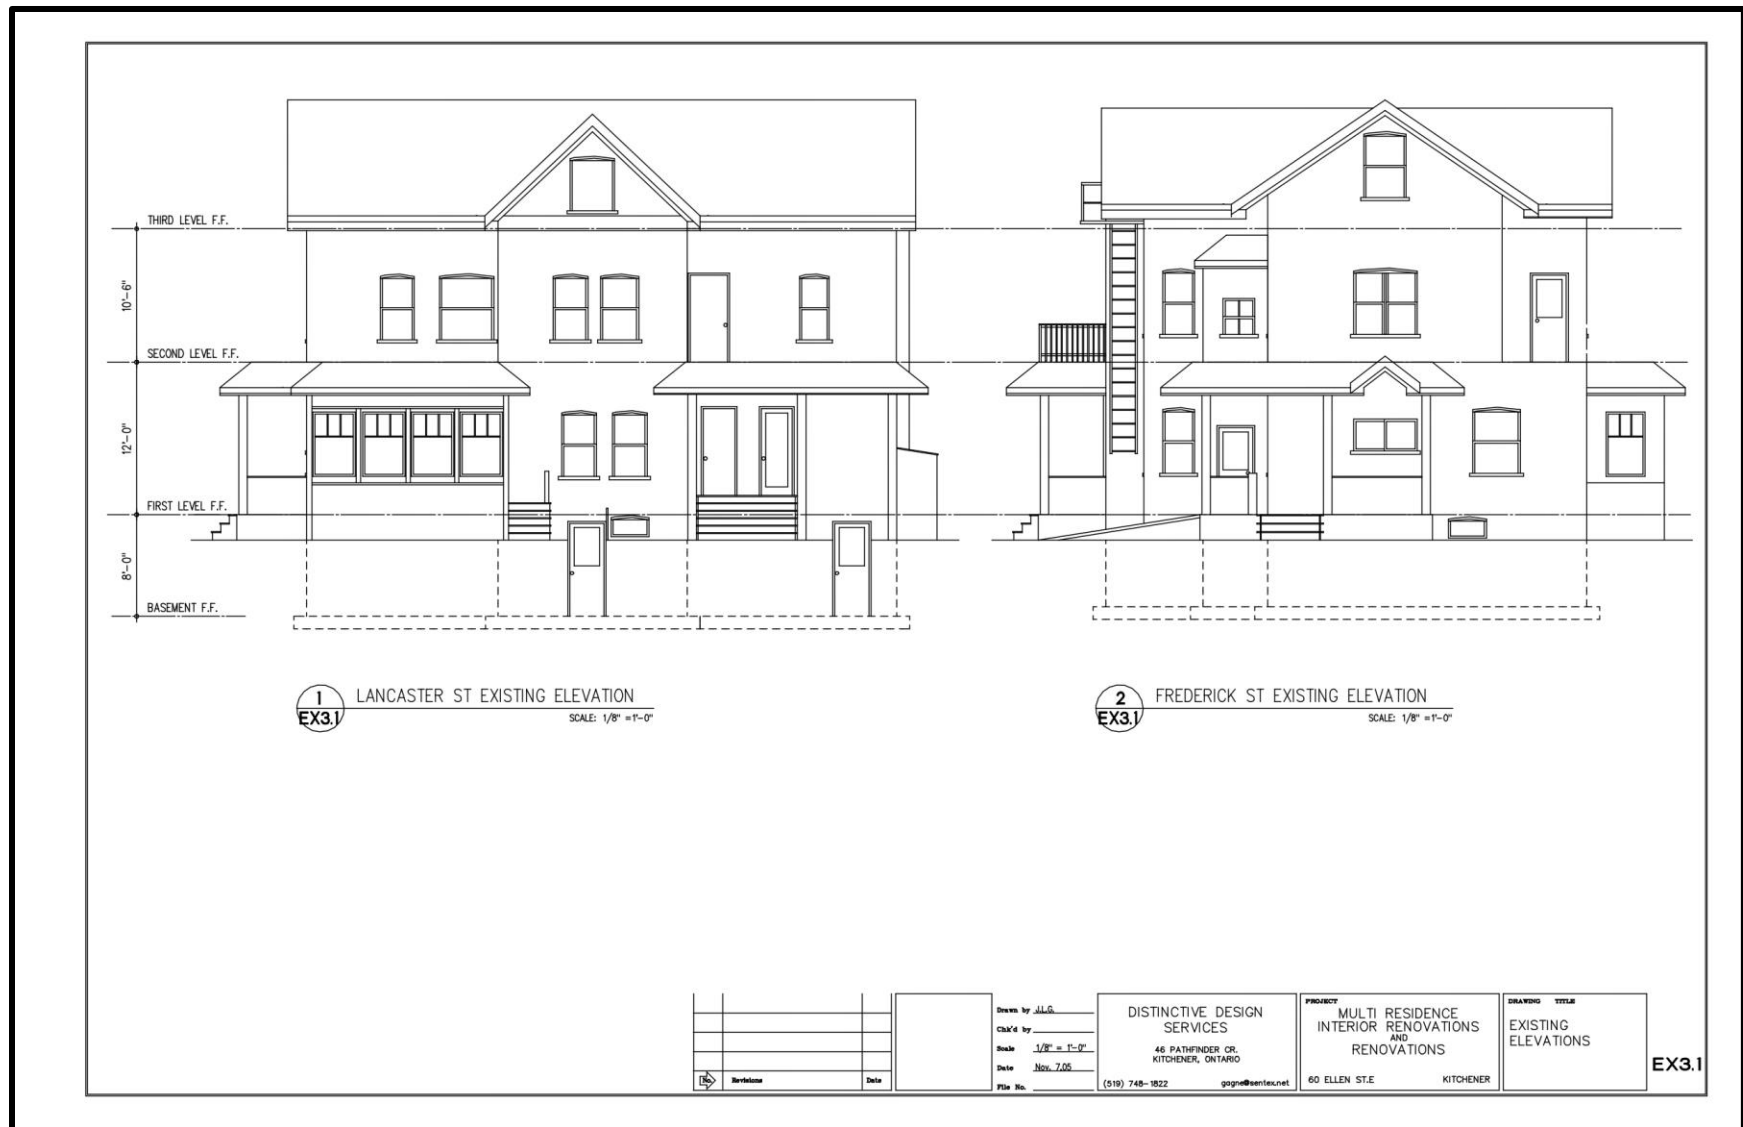 THIRD LEVEL F.F.
10'-6"
SECOND LEVEL F.F.
12'-0"
FIRST LEVEL F.F.
8'-0"
BASEMENT F.F.
1
EX3.1
LANCASTER ST EXISTING ELEVATION
SCALE: 1/8" =1'-0"
2
EX3.1
FREDERICK ST EXISTING ELEVATION
SCALE: 1/8" =1'-0"
No.
Revisions
Date
Drawn by J.L.G.
Chk'd by
Scale 1/8" = 1'-0"
Date Nov. 7,05
File No.
DISTINCTIVE DESIGN
SERVICES
46 PATHFINDER CR.
KITCHENER, ONTARIO
(519) 748-1822 gagne@sentex.net
PROJECT
MULTI RESIDENCE
INTERIOR RENOVATIONS
AND
RENOVATIONS
60 ELLEN ST.E KITCHENER
DRAWING TITLE
EXISTING
ELEVATIONS
EX3.1